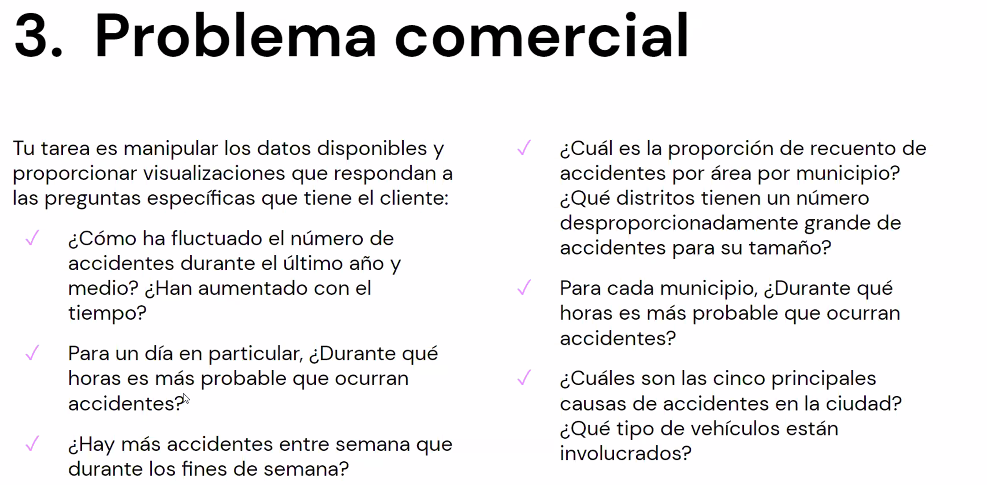 3. Problema comercial
Tu tarea es manipular los datos disponibles y
proporcionar visualizaciones que respondan a
las preguntas específicas que tiene el cliente:
✓ ¿Cómo ha fluctuado el número de
accidentes durante el último año y
medio? ¿Han aumentado con el
tiempo?
✓ Para un día en particular, ¿Durante qué
horas es más probable que ocurran
accidentes?
✓ ¿Hay más accidentes entre semana que
durante los fines de semana?
✓ ¿Cuál es la proporción de recuento de
accidentes por área por municipio?
¿Qué distritos tienen un número
desproporcionadamente grande de
accidentes para su tamaño?
✓ Para cada municipio, ¿Durante qué
horas es más probable que ocurran
accidentes?
✓ ¿Cuáles son las cinco principales
causas de accidentes en la ciudad?
¿Qué tipo de vehículos están
involucrados?